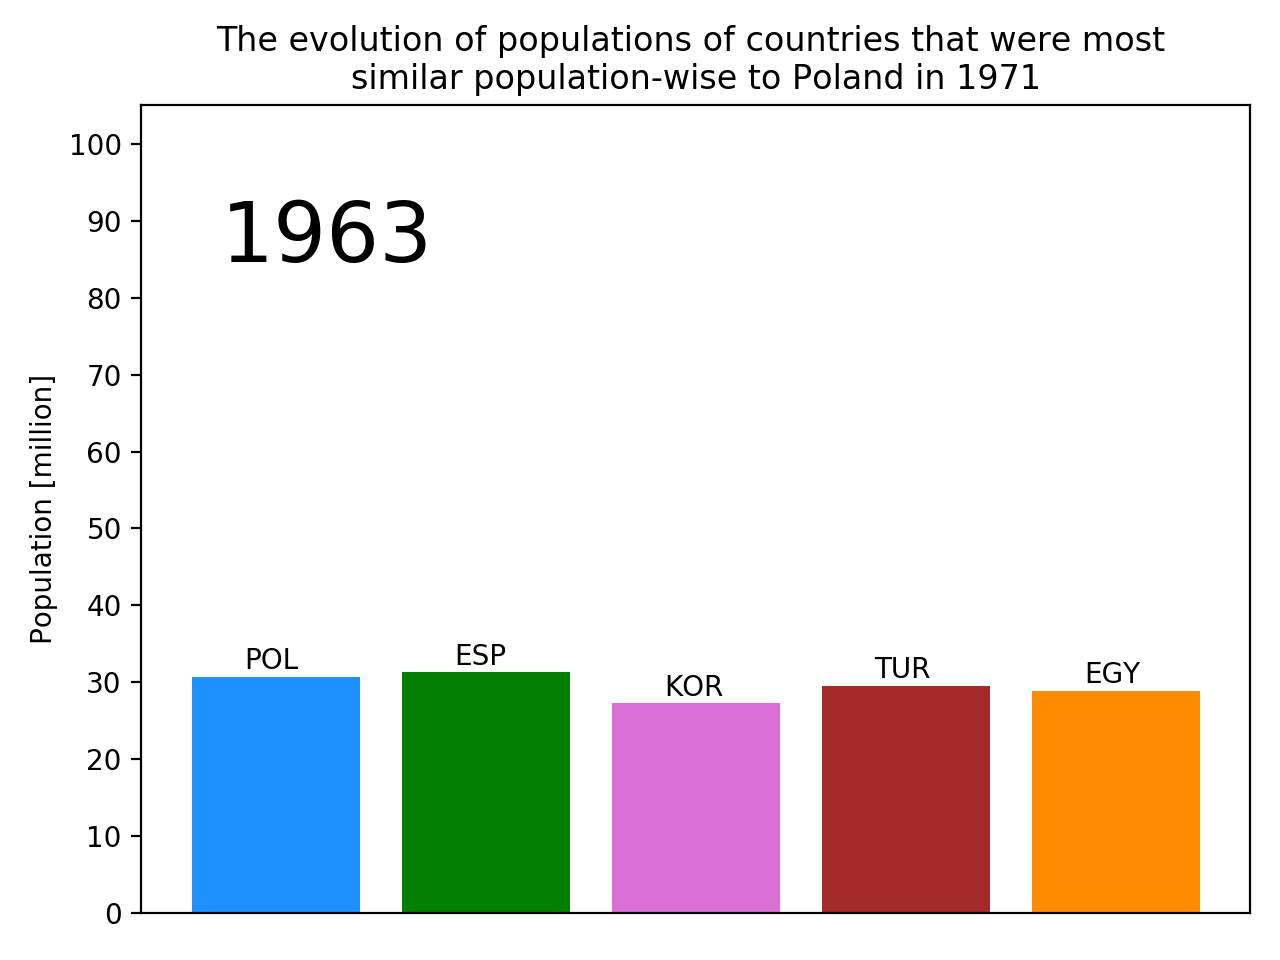 The evolution of populations of countries that were most
similar population-wise to Poland in 1971
100
90
80
70
60
50
40
30
20
10
0
Population [million]
1963
POL
ESP
KOR
TUR
EGY